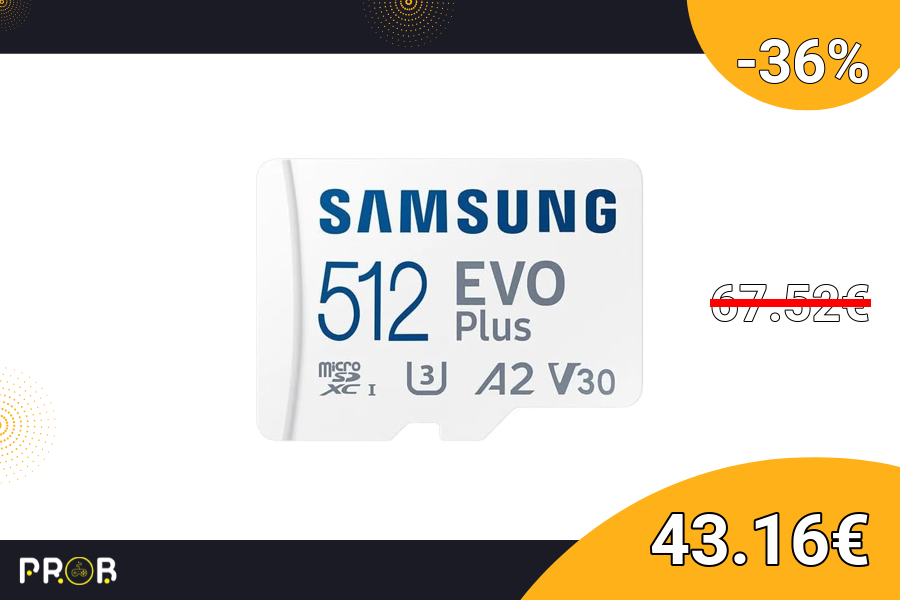 -36%
SAMSUNG
512 EVO Plus
67.52€
micro SD XC I U3 A2 V30
43.16€
PROB